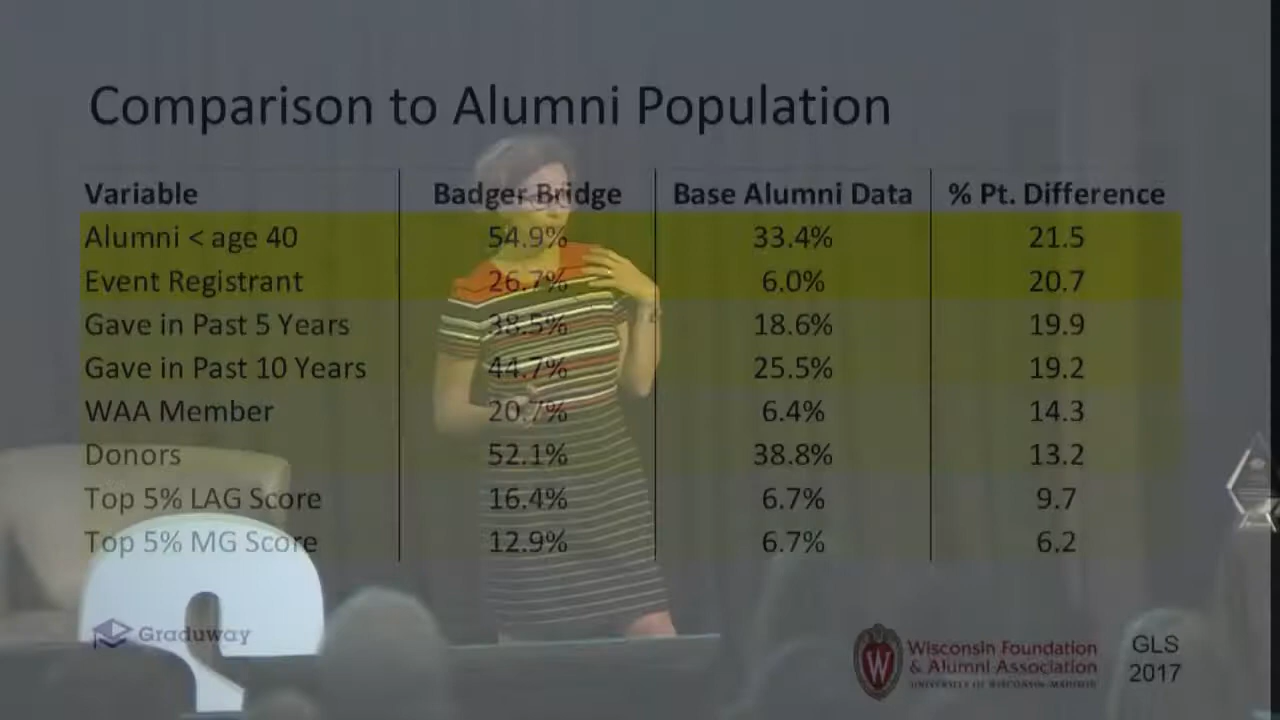 Comparison to Alumni Population
Variable Badger Bridge Base Alumni Data % Pt. Difference
Alumni < age 40 54.9% 33.4% 21.5
Event Registrant 26.7% 6.0% 20.7
Gave in Past 5 Years 38.5% 18.6% 19.9
Gave in Past 10 Years 44.7% 25.5% 19.2
WAA Member 20.7% 6.4% 14.3
Donors 52.1% 38.8% 13.2
Top 5% LAG Score 16.4% 6.7% 9.7
Top 5% MG Score 12.9% 6.7% 6.2
Graduway
W
Wisconsin Foundation
& Alumni Association
UNIVERSITY OF WISCONSIN-MADISON
GLS
2017